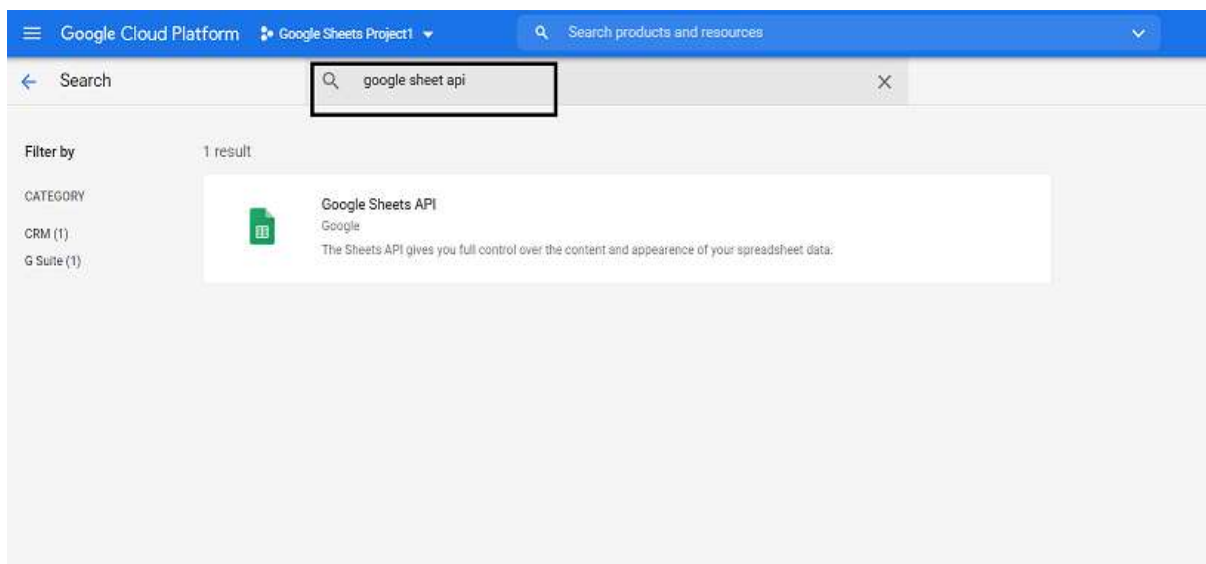 Google Cloud Platform Google Sheets Project1 Search products and resources
Search google sheet api
Filter by 1 result
CATEGORY
CRM (1)
G Suite (1)
Google Sheets API
Google
The Sheets API gives you full control over the content and appearence of your spreadsheet data.